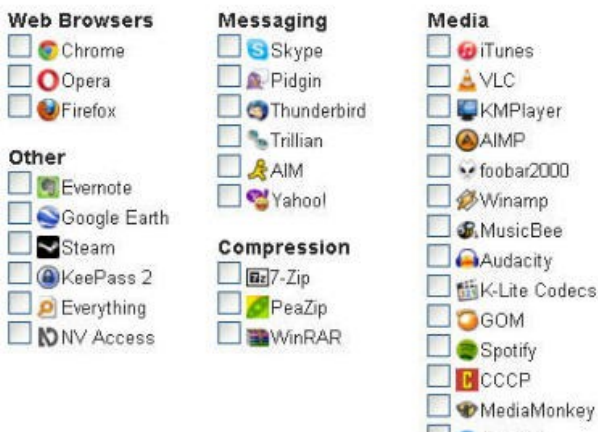 Web Browsers
Chrome
Opera
Firefox
Other
Evernote
Google Earth
Steam
KeePass 2
Everything
NV Access
Messaging
Skype
Pidgin
Thunderbird
Trillian
AIM
Yahoo!
Compression
7-Zip
PeaZip
WinRAR
Media
iTunes
VLC
KMPlayer
AIMP
foobar2000
Winamp
MusicBee
Audacity
K-Lite Codecs
GOM
Spotify
CCCP
MediaMonkey